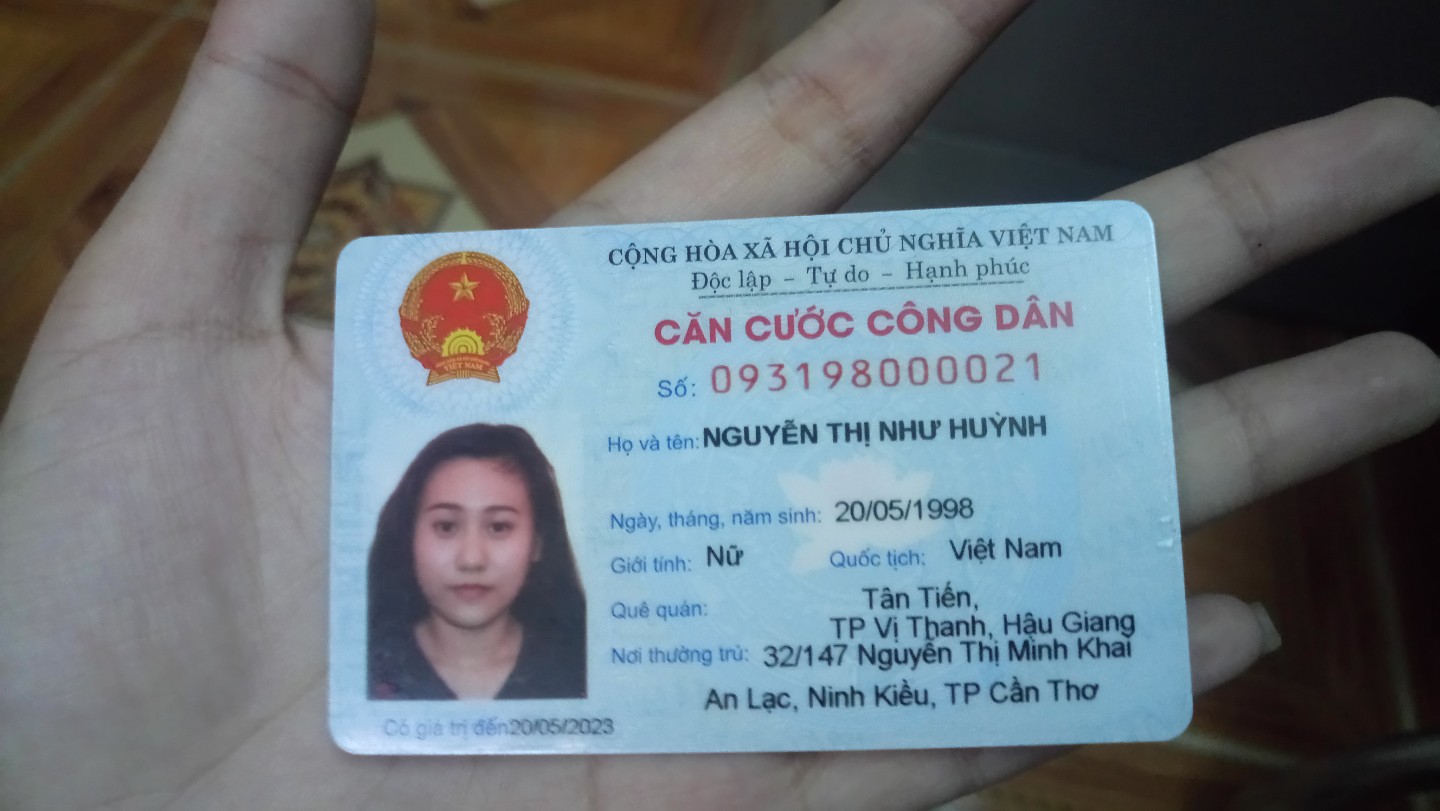 CỘNG HÒA XÃ HỘI CHỦ NGHĨA VIỆT NAM
Độc lập – Tự do – Hạnh phúc
CĂN CƯỚC CÔNG DÂN
Số: 093198000021
Họ và tên: NGUYỄN THỊ NHƯ HUỲNH
Ngày, tháng, năm sinh: 20/05/1998
Giới tính: Nữ Quốc tịch: Việt Nam
Quê quán: Tân Tiến,
TP Vị Thanh, Hậu Giang
Nơi thường trú: 32/147 Nguyễn Thị Minh Khai
An Lạc, Ninh Kiều, TP Cần Thơ
Có giá trị đến 20/05/2023